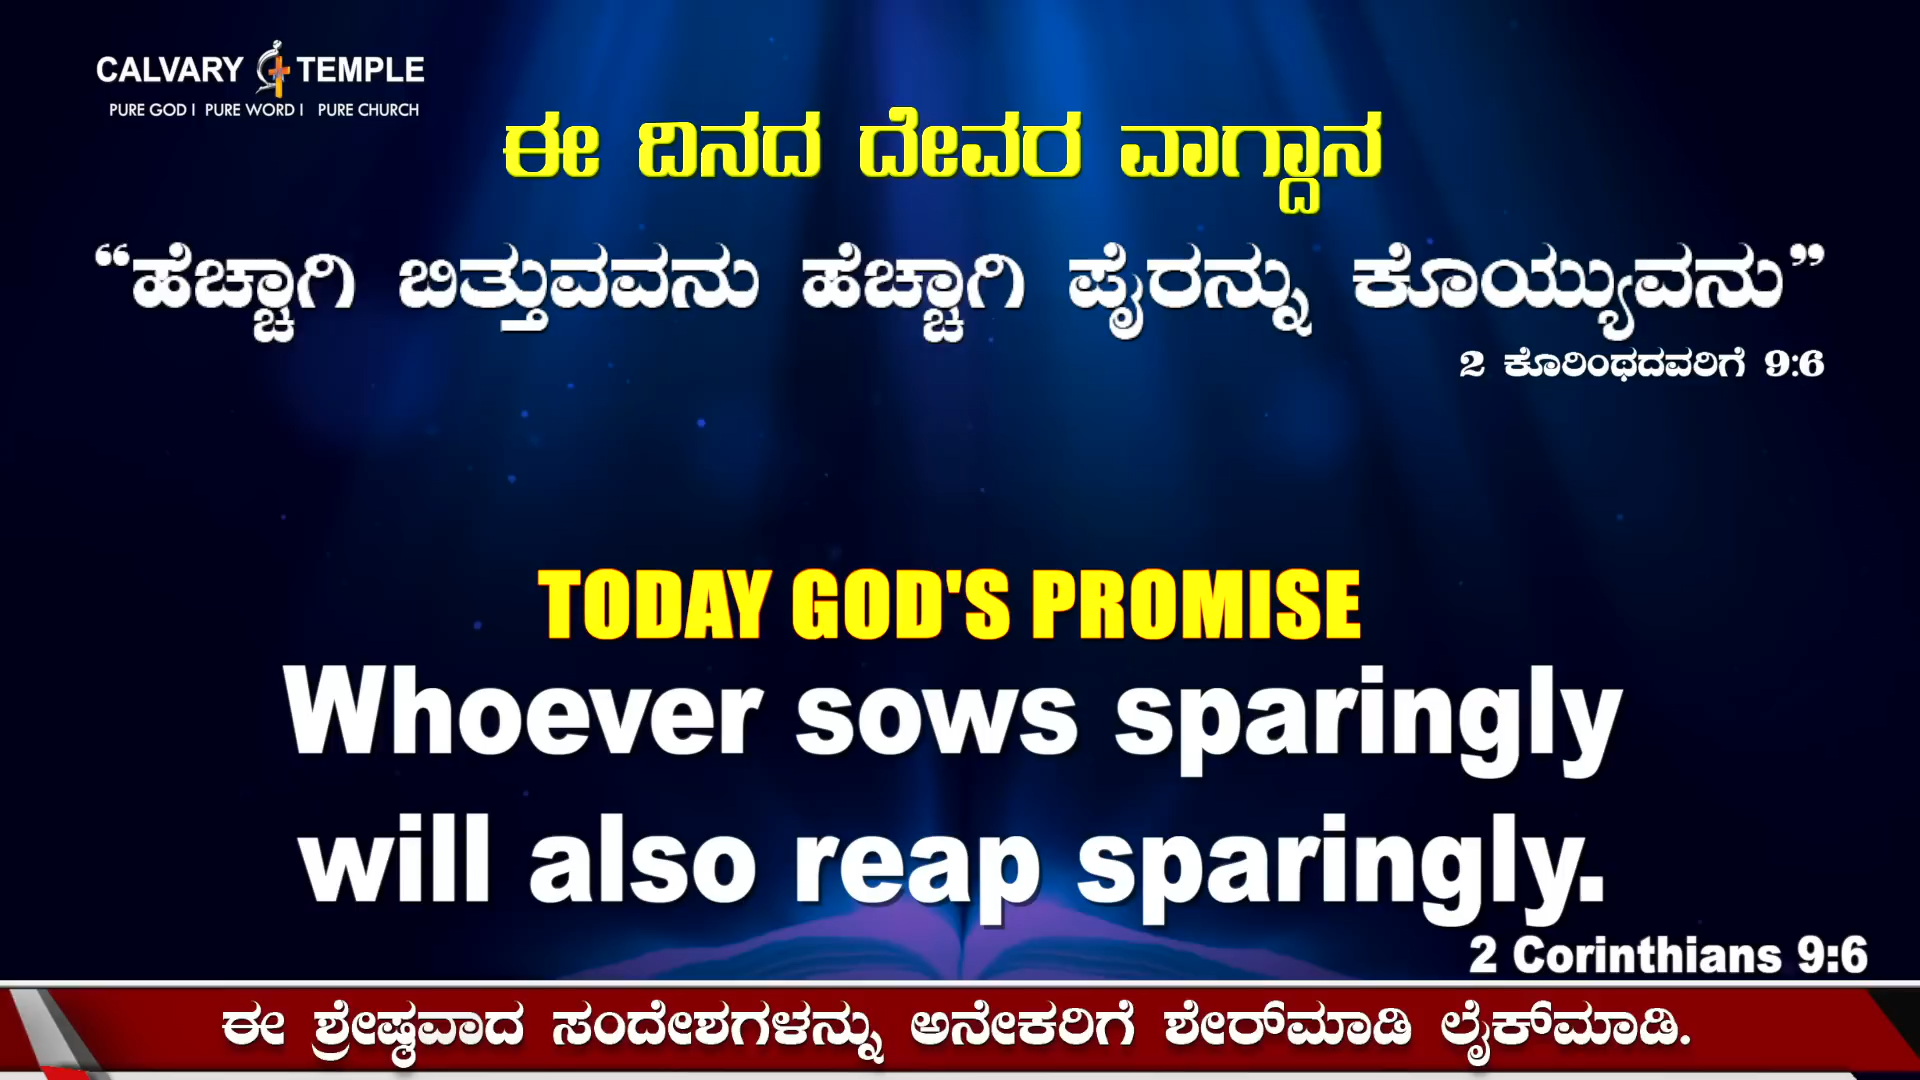 CALVARY TEMPLE
PURE GOD I PURE WORD I PURE CHURCH
ಈ ದಿನದ ದೇವರ ವಾಗ್ದಾನ
“ಹೆಚ್ಚಾಗಿ ಬಿತ್ತುವವನು ಹೆಚ್ಚಾಗಿ ಪೈರನ್ನು ಕೊಯ್ಯುವನು”
2 ಕೊರಿಂಥದವರಿಗೆ 9:6
TODAY GOD'S PROMISE
Whoever sows sparingly
will also reap sparingly.
2 Corinthians 9:6
ಈ ಶ್ರೇಷ್ಠವಾದ ಸಂದೇಶಗಳನ್ನು ಅನೇಕರಿಗೆ ಶೇರ್‌ಮಾಡಿ ಲೈಕ್‌ಮಾಡಿ.